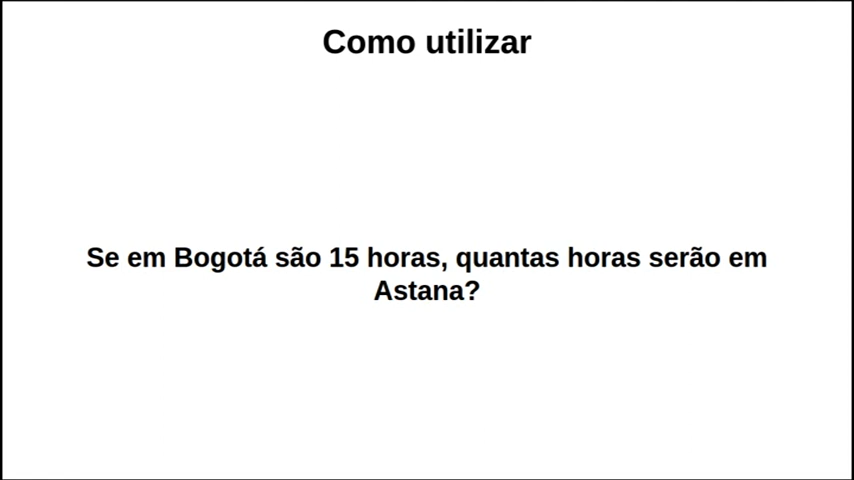 Como utilizar
Se em Bogotá são 15 horas, quantas horas serão em
Astana?